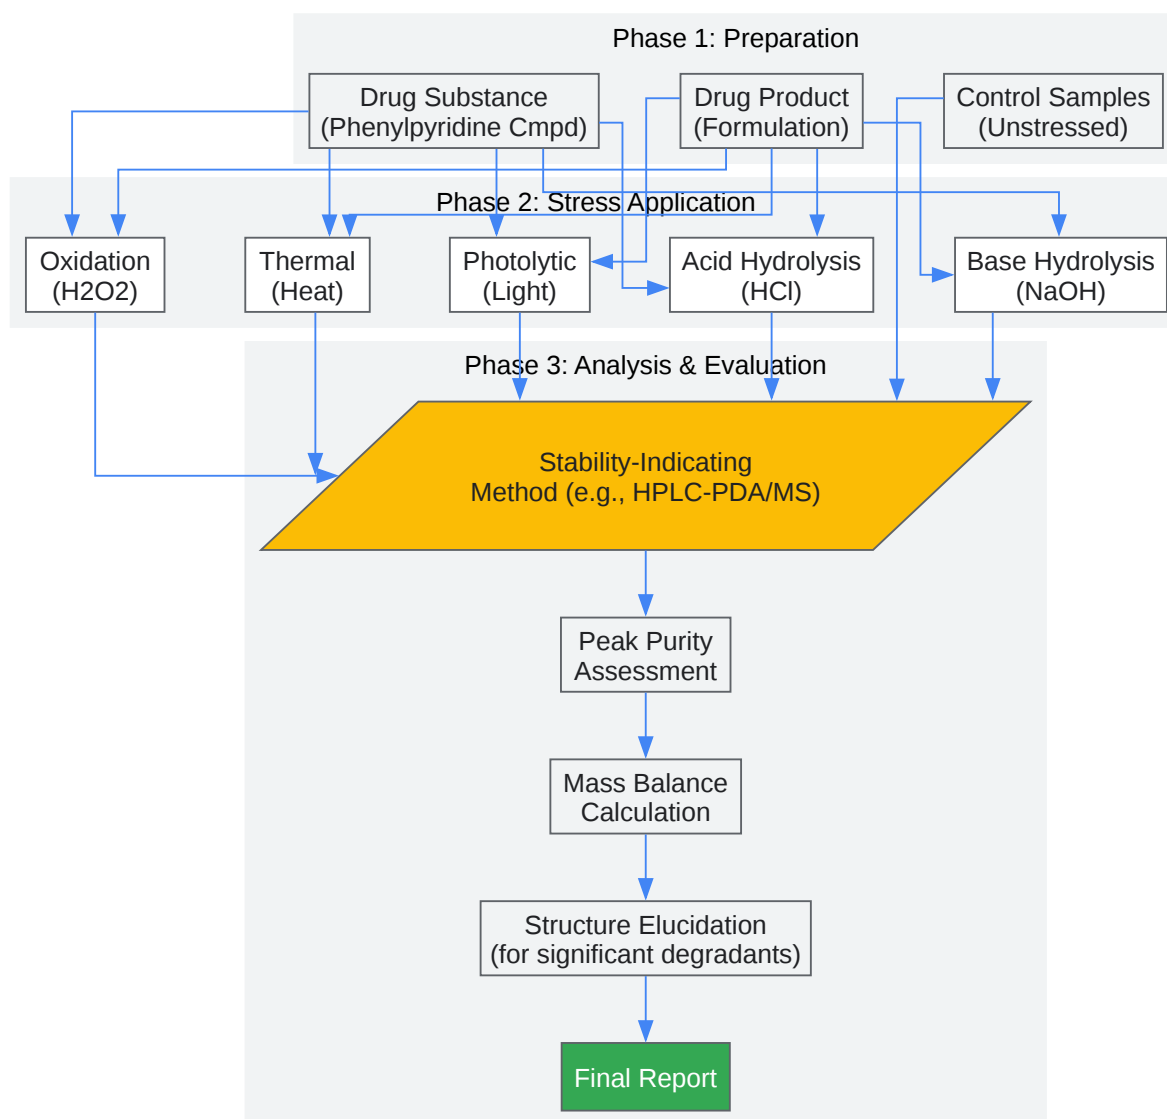 Phase 1: Preparation
Drug Substance
(Phenylpyridine Cmpd)
Drug Product
(Formulation)
Control Samples
(Unstressed)
Phase 2: Stress Application
Oxidation
(H2O2)
Thermal
(Heat)
Photolytic
(Light)
Acid Hydrolysis
(HCl)
Base Hydrolysis
(NaOH)
Phase 3: Analysis & Evaluation
Stability-Indicating
Method (e.g., HPLC-PDA/MS)
Peak Purity
Assessment
Mass Balance
Calculation
Structure Elucidation
(for significant degradants)
Final Report